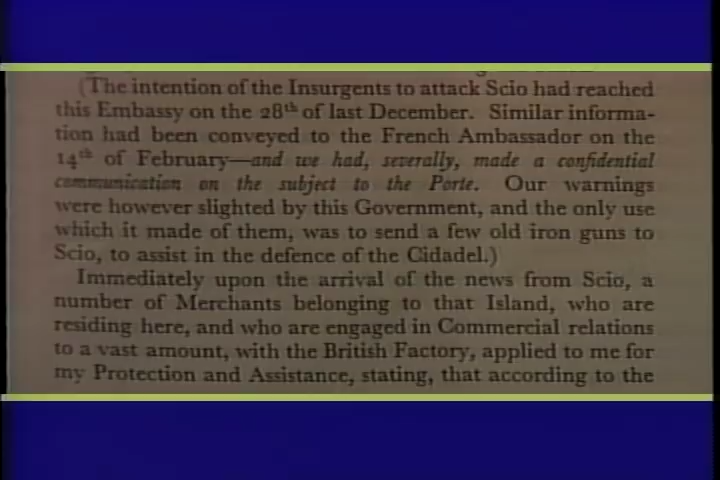 (The intention of the Insurgents to attack Scio had reached
this Embassy on the 28th of last December. Similar informa-
tion had been conveyed to the French Ambassador on the
14th of February—and we had, severally, made a confidential
communication on the subject to the Porte. Our warnings
were however slighted by this Government, and the only use
which it made of them, was to send a few old iron guns to
Scio, to assist in the defence of the Cidadel.)
Immediately upon the arrival of the news from Scio, a
number of Merchants belonging to that Island, who are
residing here, and who are engaged in Commercial relations
to a vast amount, with the British Factory, applied to me for
my Protection and Assistance, stating, that according to the